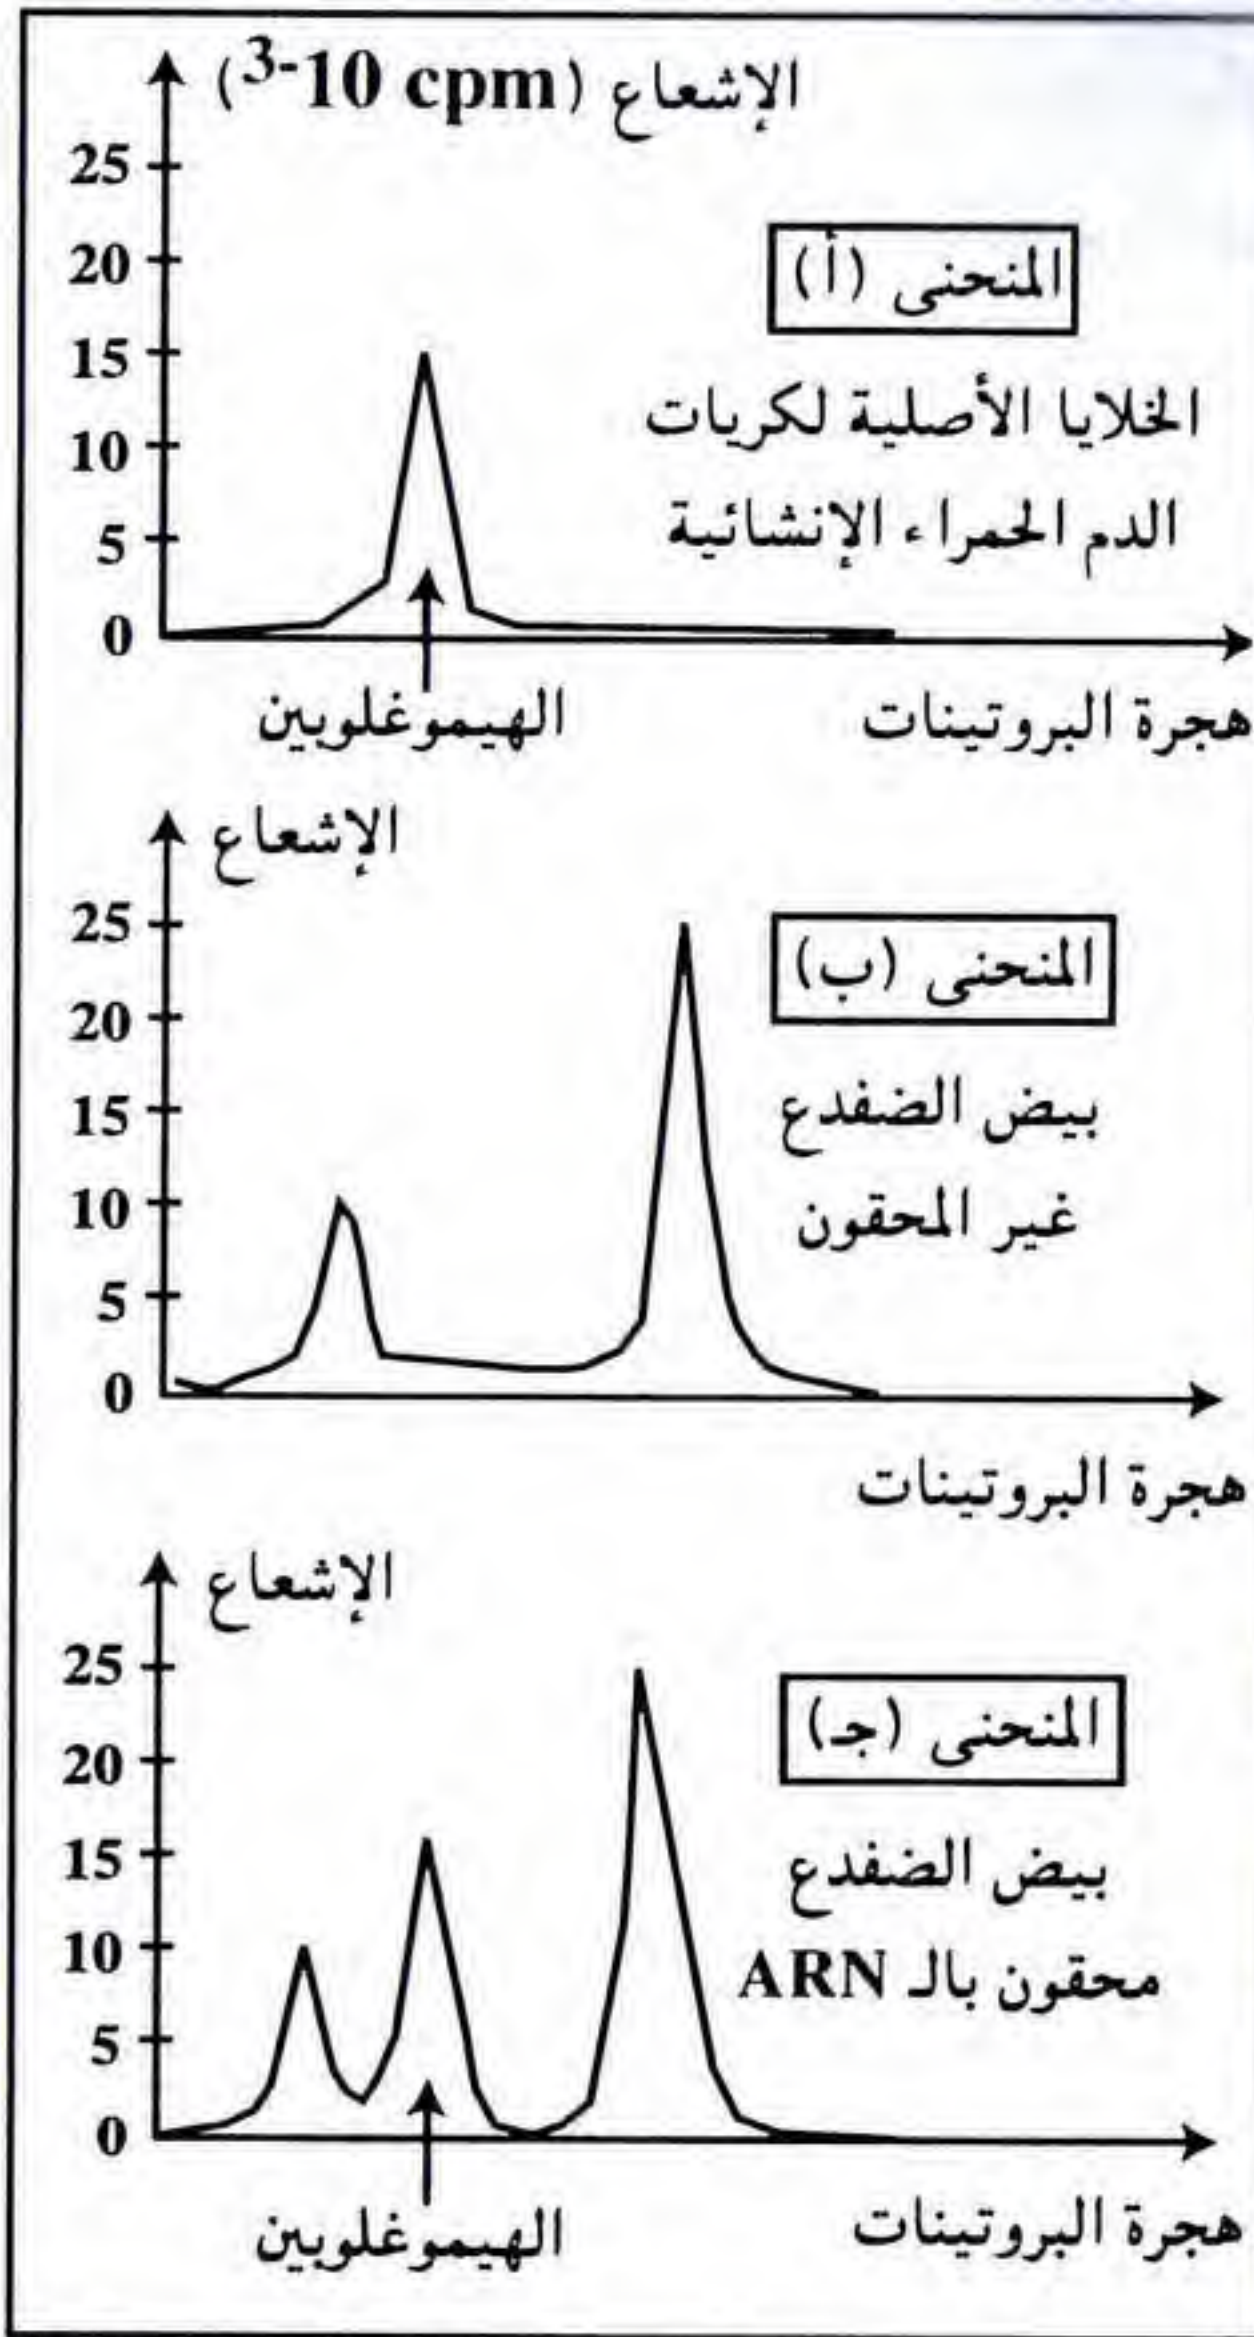 الإشعاع (3-10 cpm)
25
20
15
10
5
0
المنحنى (أ)
الخلايا الأصلية لكريات
الدم الحمراء الإنشائية
الهيموغلوبين
هجرة البروتينات
الإشعاع
25
20
15
10
5
0
المنحنى (ب)
بيض الضفدع
غير المحقون
هجرة البروتينات
الإشعاع
25
20
15
10
5
0
المنحنى (جـ)
بيض الضفدع
محقون بالـ ARN
الهيموغلوبين
هجرة البروتينات